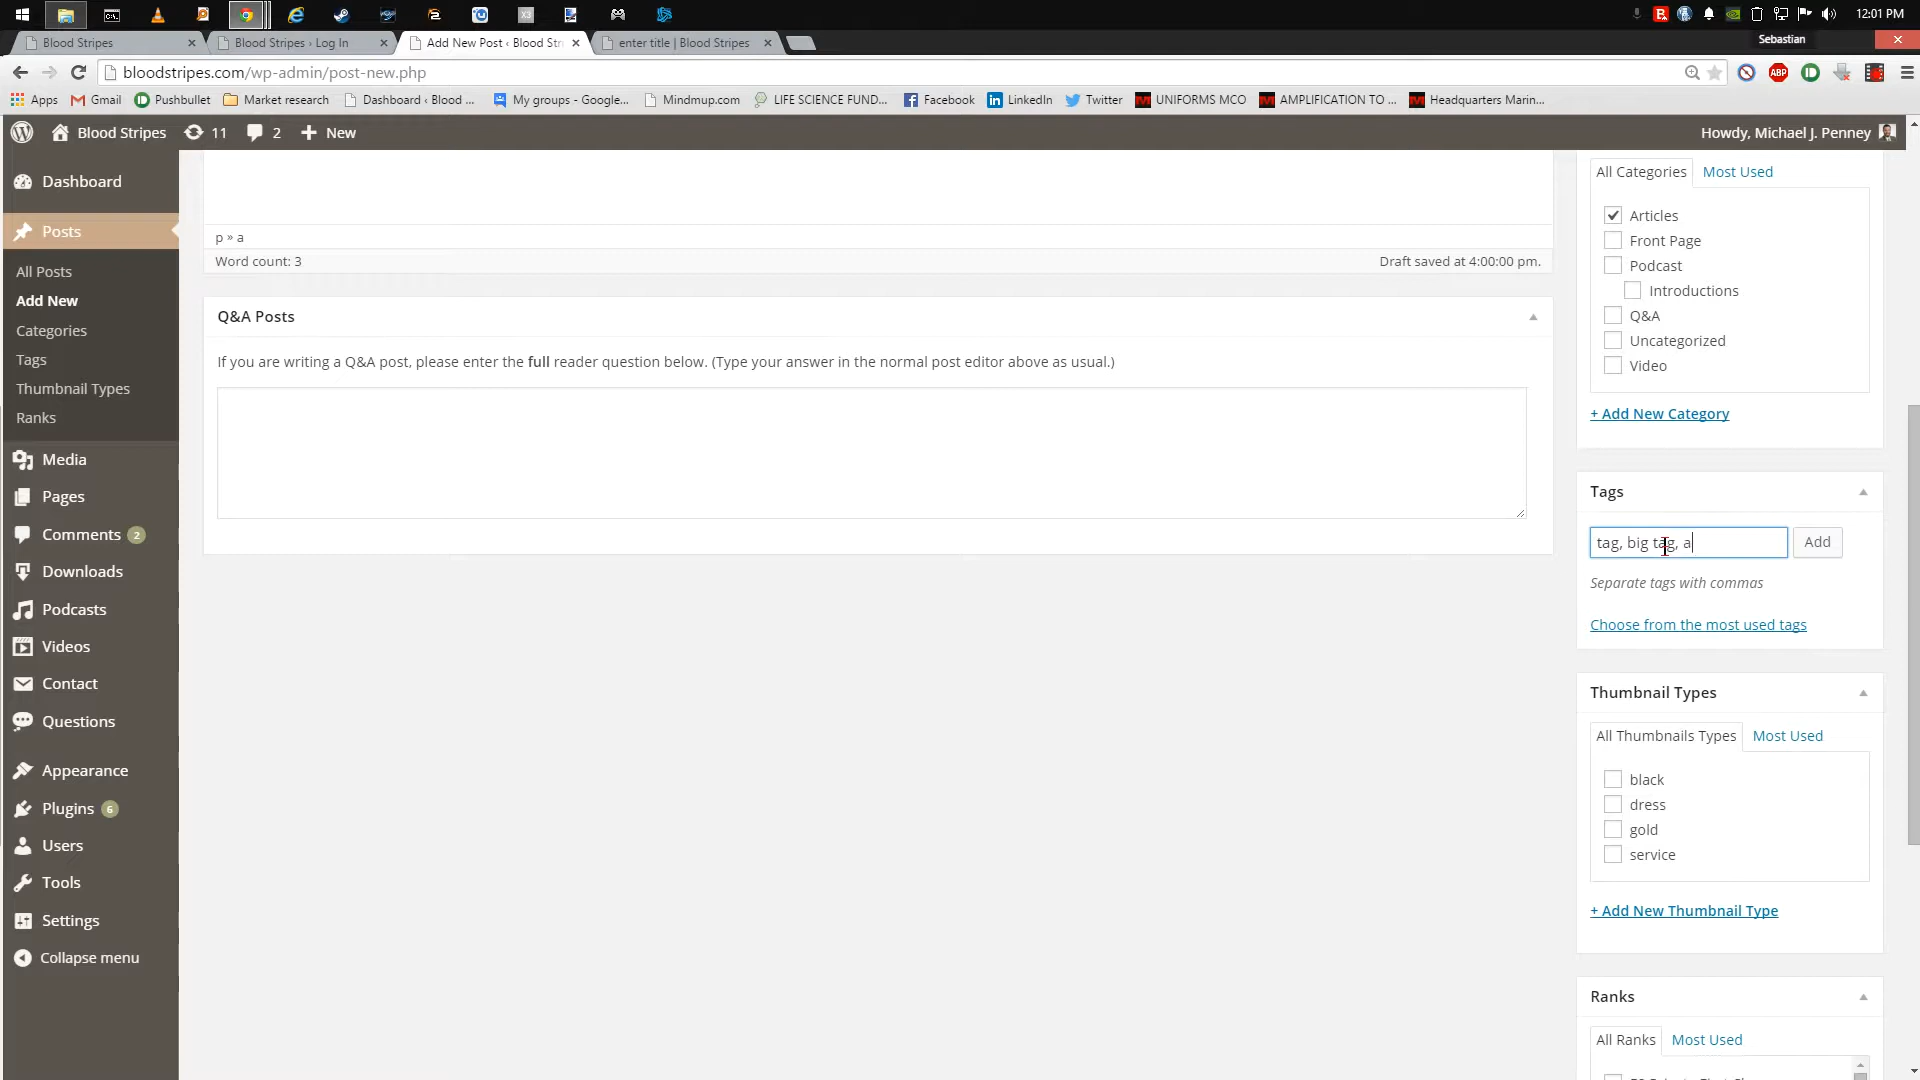 12:01 PM
Sebastian
Blood Stripes
Blood Stripes › Log In
Add New Post ‹ Blood Str
enter title | Blood Stripes
bloodstripes.com/wp-admin/post-new.php
Apps
Gmail
Pushbullet
Market research
Dashboard ‹ Blood ...
My groups - Google...
Mindmup.com
LIFE SCIENCE FUND...
Facebook
LinkedIn
Twitter
UNIFORMS MCO
AMPLIFICATION TO ...
Headquarters Marin...
Blood Stripes
11
2
New
Howdy, Michael J. Penney
Dashboard
Posts
All Posts
Add New
Categories
Tags
Thumbnail Types
Ranks
Media
Pages
Comments 2
Downloads
Podcasts
Videos
Contact
Questions
Appearance
Plugins 6
Users
Tools
Settings
Collapse menu
p » a
Word count: 3
Draft saved at 4:00:00 pm.
Q&A Posts
If you are writing a Q&A post, please enter the full reader question below. (Type your answer in the normal post editor above as usual.)
All Categories
Most Used
Articles
Front Page
Podcast
Introductions
Q&A
Uncategorized
Video
+ Add New Category
Tags
tag, big tag, a
Add
Separate tags with commas
Choose from the most used tags
Thumbnail Types
All Thumbnails Types
Most Used
black
dress
gold
service
+ Add New Thumbnail Type
Ranks
All Ranks
Most Used